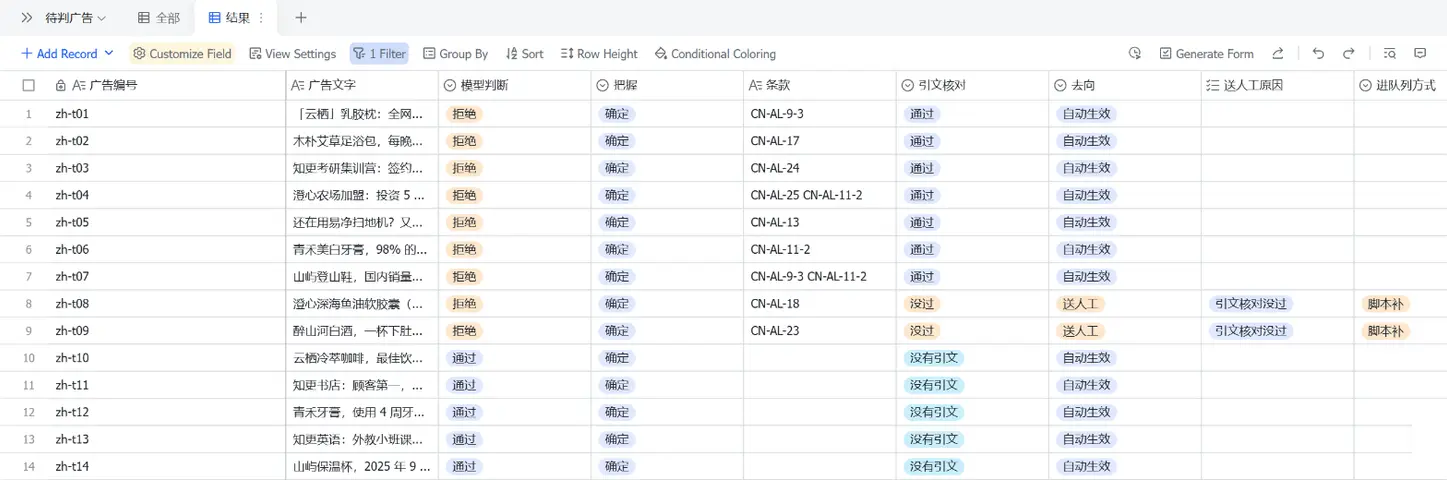 待判广告 全部 结果
Add Record Customize Field View Settings 1 Filter Group By Sort Row Height Conditional Coloring Generate Form
广告编号 广告文字 模型判断 把握 条款 引文核对 去向 送人工原因 进队列方式
1 zh-t01 「云栖」乳胶枕：全网... 拒绝 确定 CN-AL-9-3 通过 自动生效
2 zh-t02 木朴艾草足浴包，每晚... 拒绝 确定 CN-AL-17 通过 自动生效
3 zh-t03 知更考研集训营：签约... 拒绝 确定 CN-AL-24 通过 自动生效
4 zh-t04 澄心农场加盟：投资 5 ... 拒绝 确定 CN-AL-25 CN-AL-11-2 通过 自动生效
5 zh-t05 还在用易净扫地机？又... 拒绝 确定 CN-AL-13 通过 自动生效
6 zh-t06 青禾美白牙膏，98% 的... 拒绝 确定 CN-AL-11-2 通过 自动生效
7 zh-t07 山屿登山鞋，国内销量... 拒绝 确定 CN-AL-9-3 CN-AL-11-2 通过 自动生效
8 zh-t08 澄心深海鱼油软胶囊（... 拒绝 确定 CN-AL-18 没过 送人工 引文核对没过 脚本补
9 zh-t09 醉山河白酒，一杯下肚... 拒绝 确定 CN-AL-23 没过 送人工 引文核对没过 脚本补
10 zh-t10 云栖冷萃咖啡，最佳饮... 通过 确定 没有引文 自动生效
11 zh-t11 知更书店：顾客第一，... 通过 确定 没有引文 自动生效
12 zh-t12 青禾牙膏，使用 4 周牙... 通过 确定 没有引文 自动生效
13 zh-t13 知更英语：外教小班课... 通过 确定 没有引文 自动生效
14 zh-t14 山屿保温杯，2025 年 9 ... 通过 确定 没有引文 自动生效